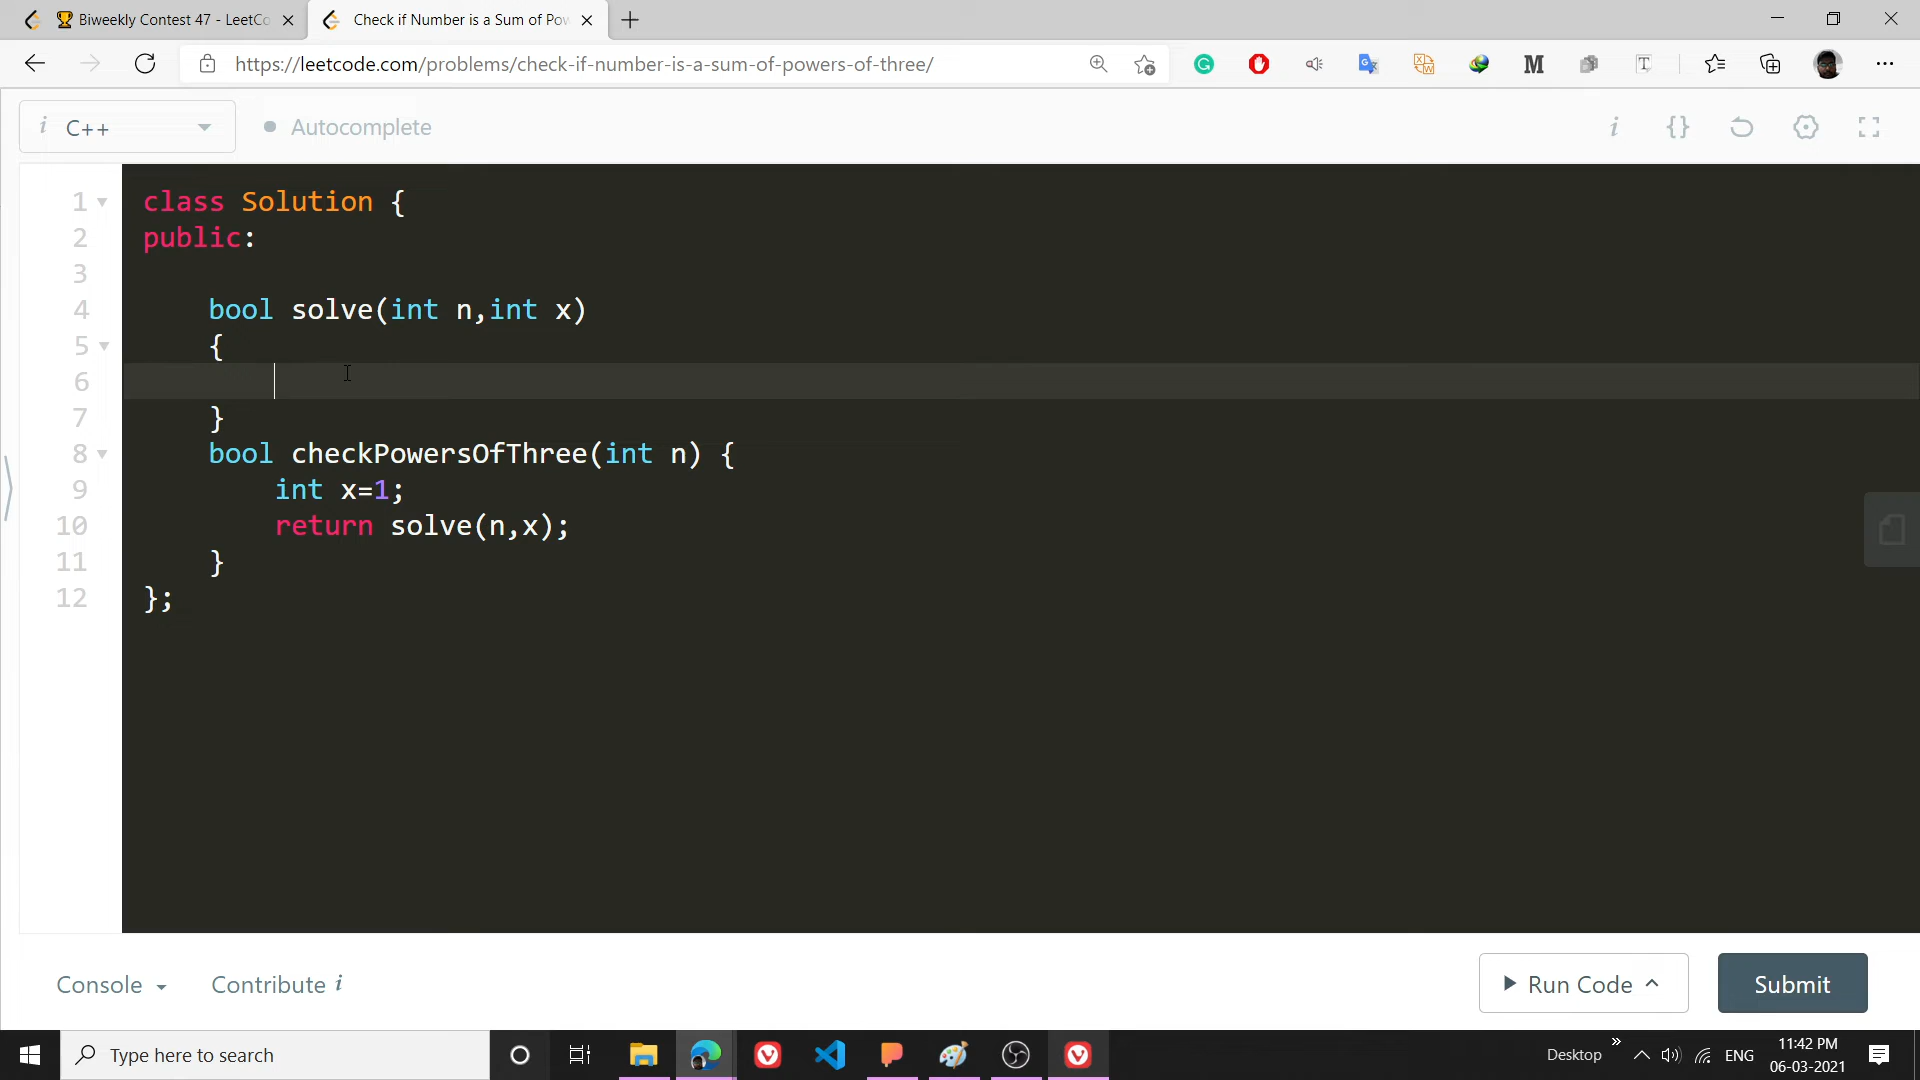 Biweekly Contest 47 - LeetCo
Check if Number is a Sum of Pow
https://leetcode.com/problems/check-if-number-is-a-sum-of-powers-of-three/
i C++
Autocomplete
i {}
1 class Solution {
2 public:
3
4 bool solve(int n,int x)
5 {
6
7 }
8 bool checkPowersOfThree(int n) {
9 int x=1;
10 return solve(n,x);
11 }
12 };
Console Contribute i Run Code Submit
Type here to search
Desktop ENG 11:42 PM
06-03-2021